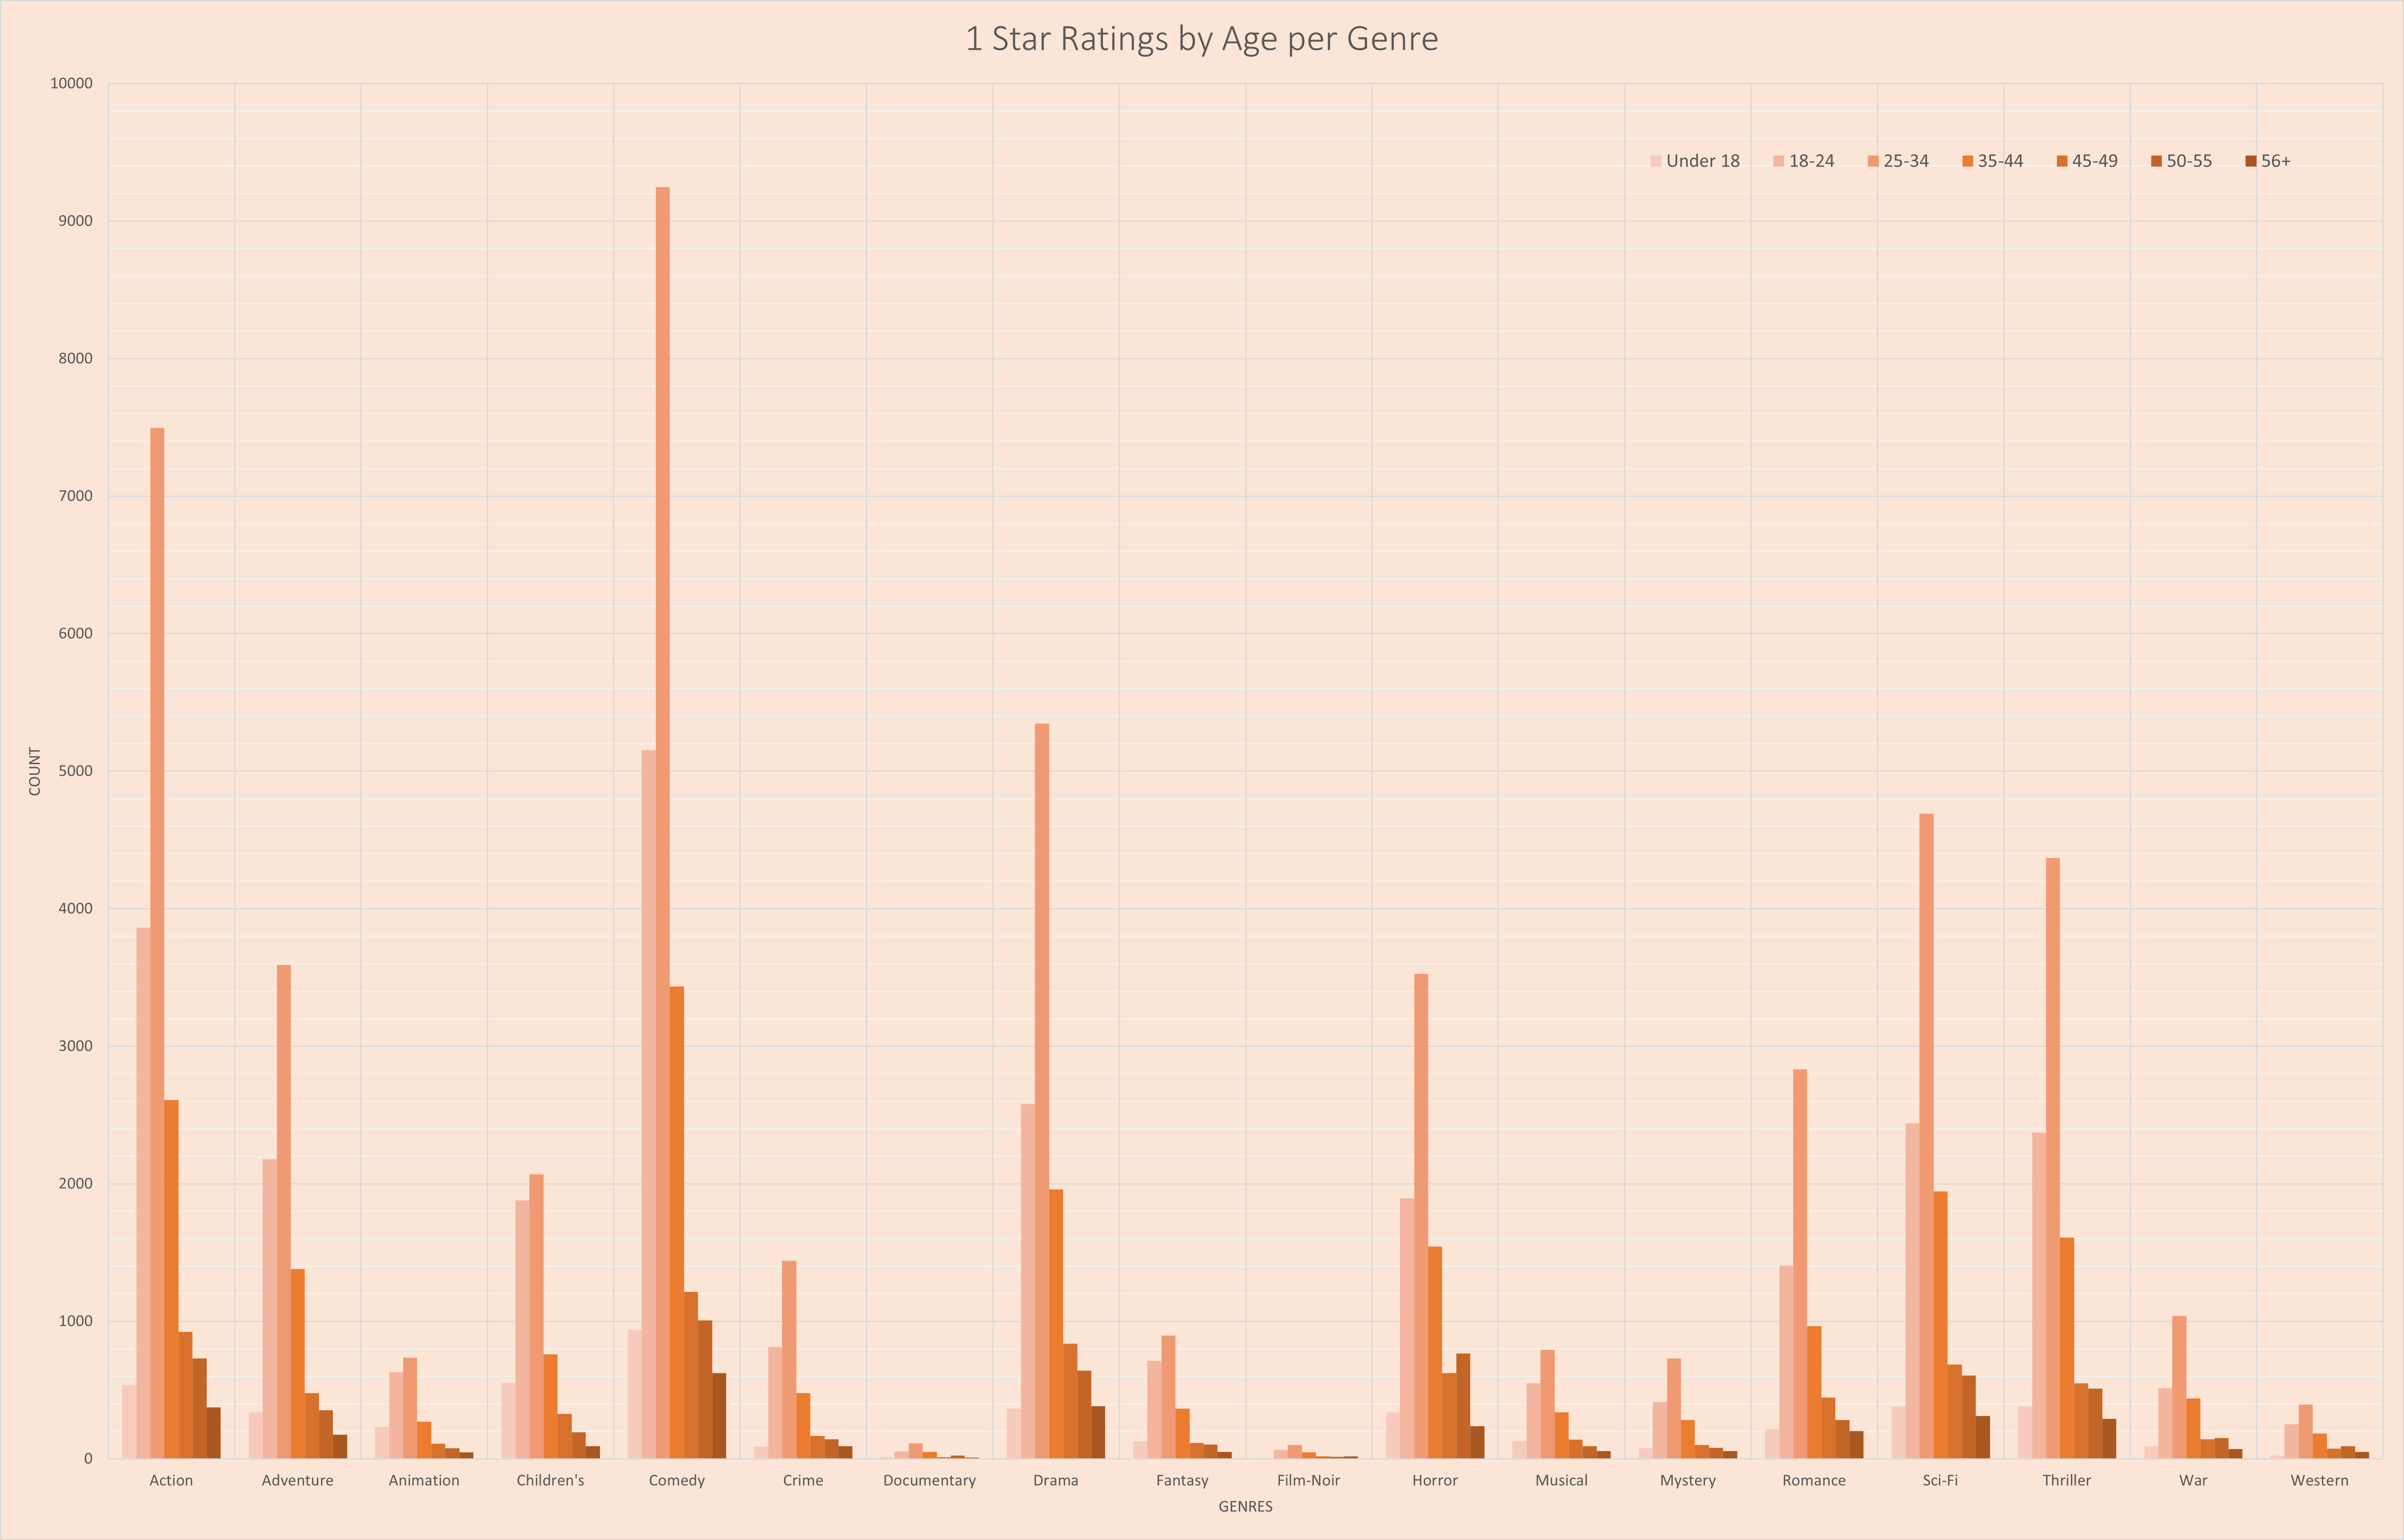 1 Star Ratings by Age per Genre
10000
Under 18 18-24 25-34 35-44 45-49 50-55 56+
9000
8000
7000
6000
5000
COUNT
4000
3000
2000
1000
0
Action Adventure Animation Children's Comedy Crime Documentary Drama Fantasy Film-Noir Horror Musical Mystery Romance Sci-Fi Thriller War Western
GENRES